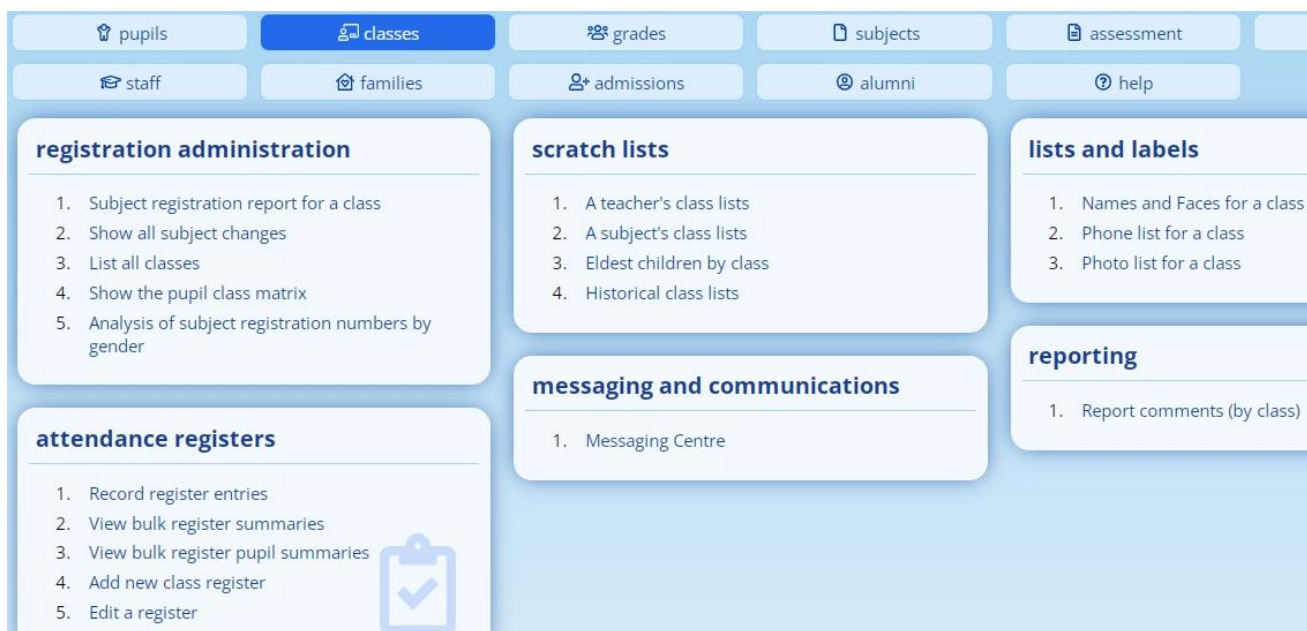 pupils
classes
grades
subjects
assessment
staff
families
admissions
alumni
help
registration administration
1. Subject registration report for a class
2. Show all subject changes
3. List all classes
4. Show the pupil class matrix
5. Analysis of subject registration numbers by
gender
attendance registers
1. Record register entries
2. View bulk register summaries
3. View bulk register pupil summaries
4. Add new class register
5. Edit a register
scratch lists
1. A teacher's class lists
2. A subject's class lists
3. Eldest children by class
4. Historical class lists
messaging and communications
1. Messaging Centre
lists and labels
1. Names and Faces for a class
2. Phone list for a class
3. Photo list for a class
reporting
1. Report comments (by class)